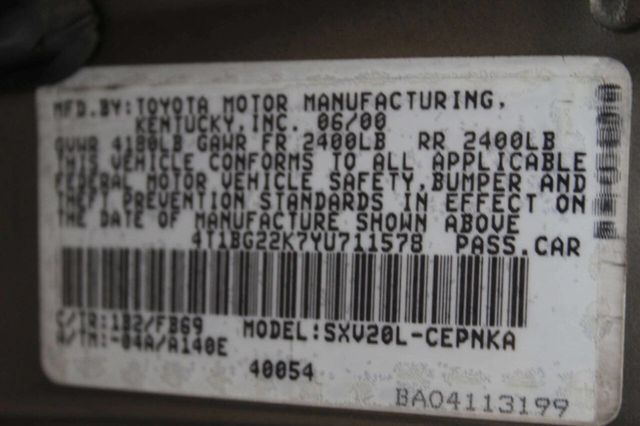 MFD.BY:TOYOTA MOTOR MANUFACTURING,
KENTUCKY,INC. 06/00
GVWR 4180LB GAWR FR 2400LB RR 2400LB
THIS VEHICLE CONFORMS TO ALL APPLICABLE
FEDERAL MOTOR VEHICLE SAFETY,BUMPER AND
THEFT PREVENTION STANDARDS IN EFFECT ON
THE DATE OF MANUFACTURE SHOWN ABOVE
4T1BG22K7YU711578 PASS.CAR
C/TR:1B2/FB69 MODEL:SXV20L-CEPNKA
A/TM:-04A/A140E
40054
BA04113199